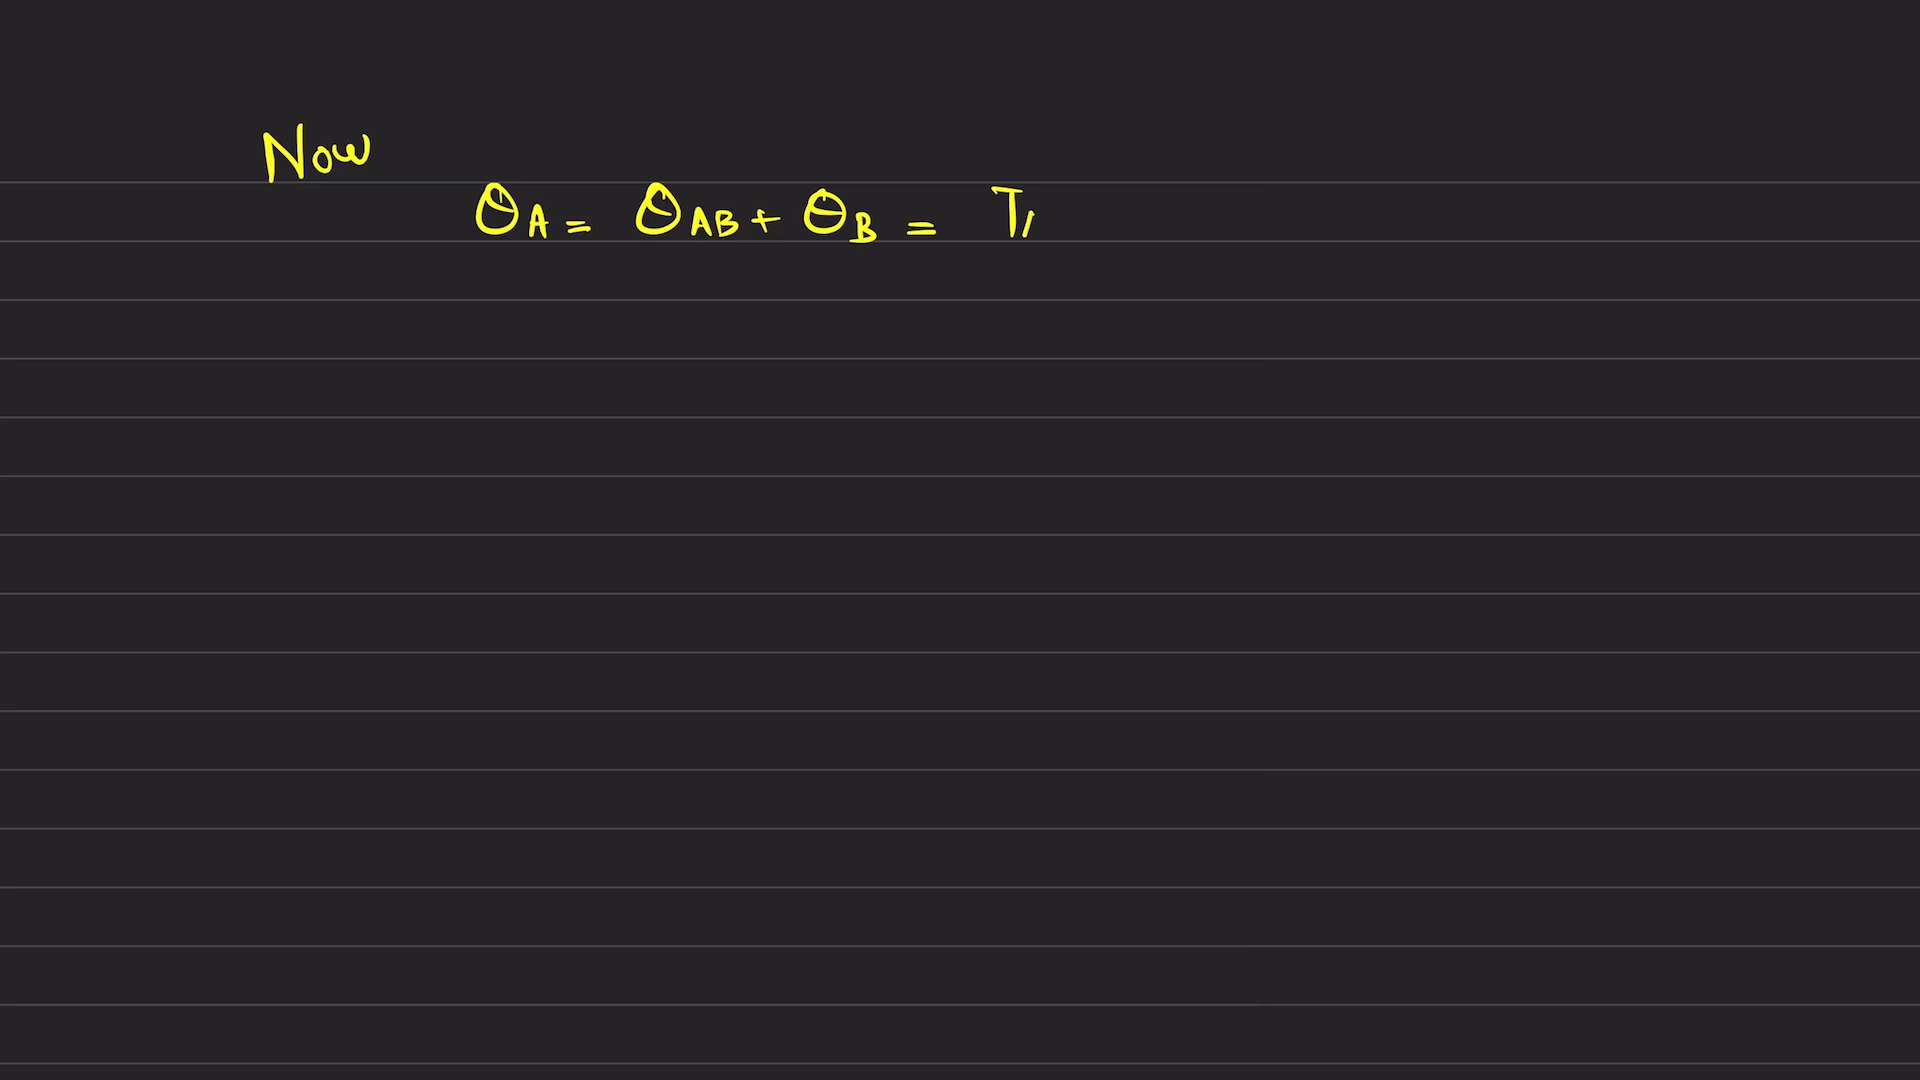 Now
θA = θAB + θB = T₁